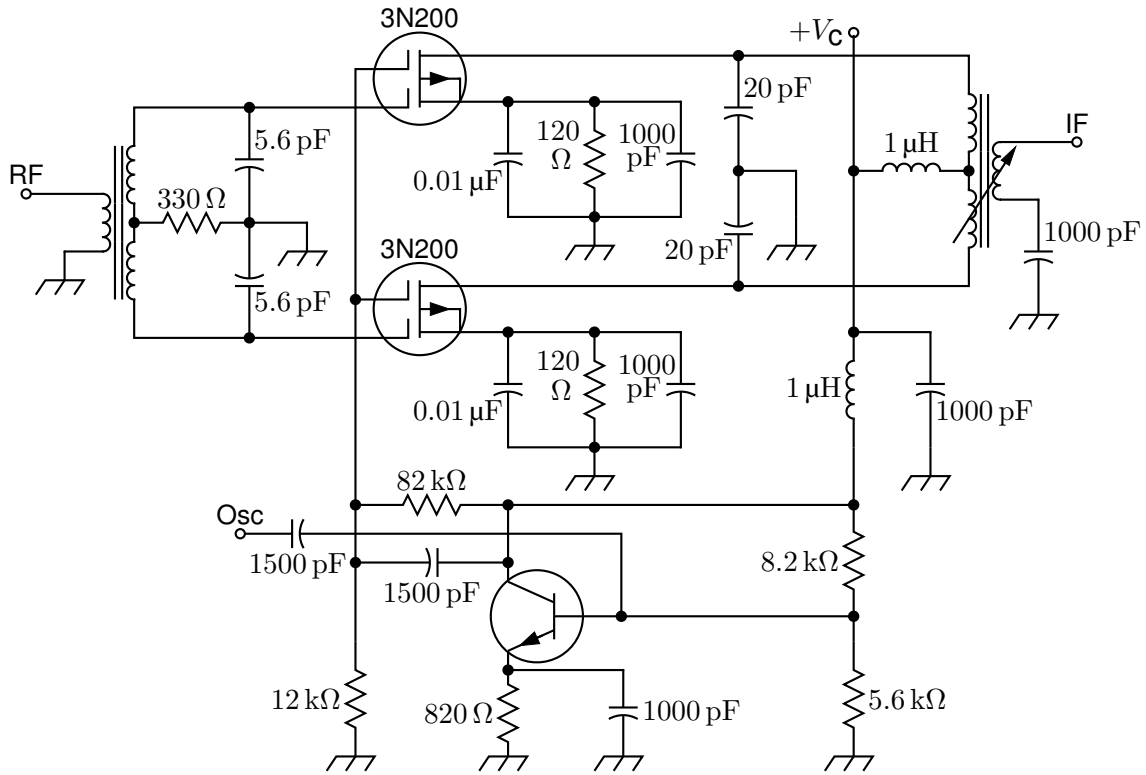 3N200
+V_C
20 pF
5.6 pF
120
Ω
1000
pF
IF
1 µH
RF
330 Ω
0.01 µF
1000 pF
3N200
20 pF
5.6 pF
120
Ω
1000
pF
1 µH
0.01 µF
1000 pF
82 kΩ
Osc
1500 pF
8.2 kΩ
1500 pF
12 kΩ
820 Ω
1000 pF
5.6 kΩ